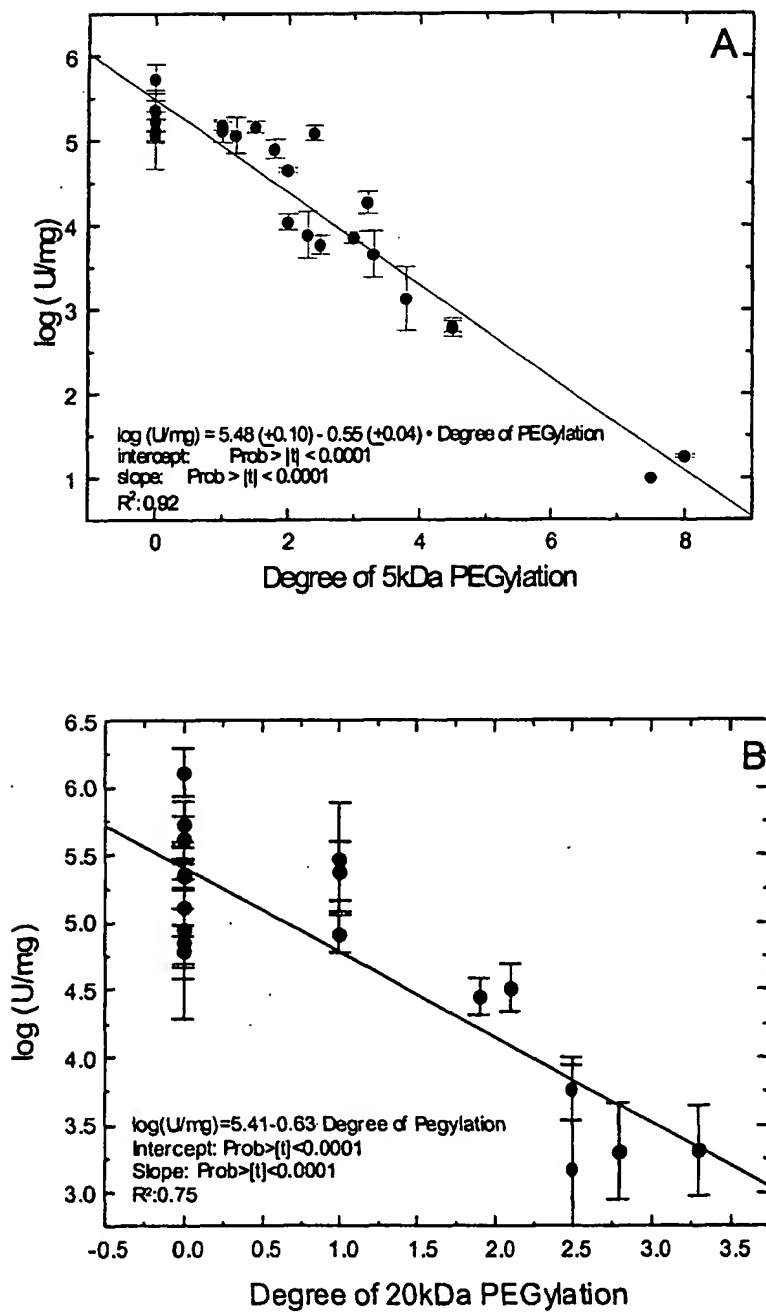 A
6
5
4
3
2
1
log ( U/mg)
log (U/mg) = 5.48 (±0.10) - 0.55 (±0.04) • Degree of PEGylation
intercept: Prob > |t| < 0.0001
slope: Prob > |t| < 0.0001
R²: 0.92
0 2 4 6 8
Degree of 5kDa PEGylation
B
6.5
6.0
5.5
5.0
4.5
4.0
3.5
3.0
log (U/mg)
log(U/mg)=5.41-0.63 Degree of Pegylation
Intercept: Prob>[t]<0.0001
Slope: Prob>[t]<0.0001
R²:0.75
-0.5 0.0 0.5 1.0 1.5 2.0 2.5 3.0 3.5
Degree of 20kDa PEGylation